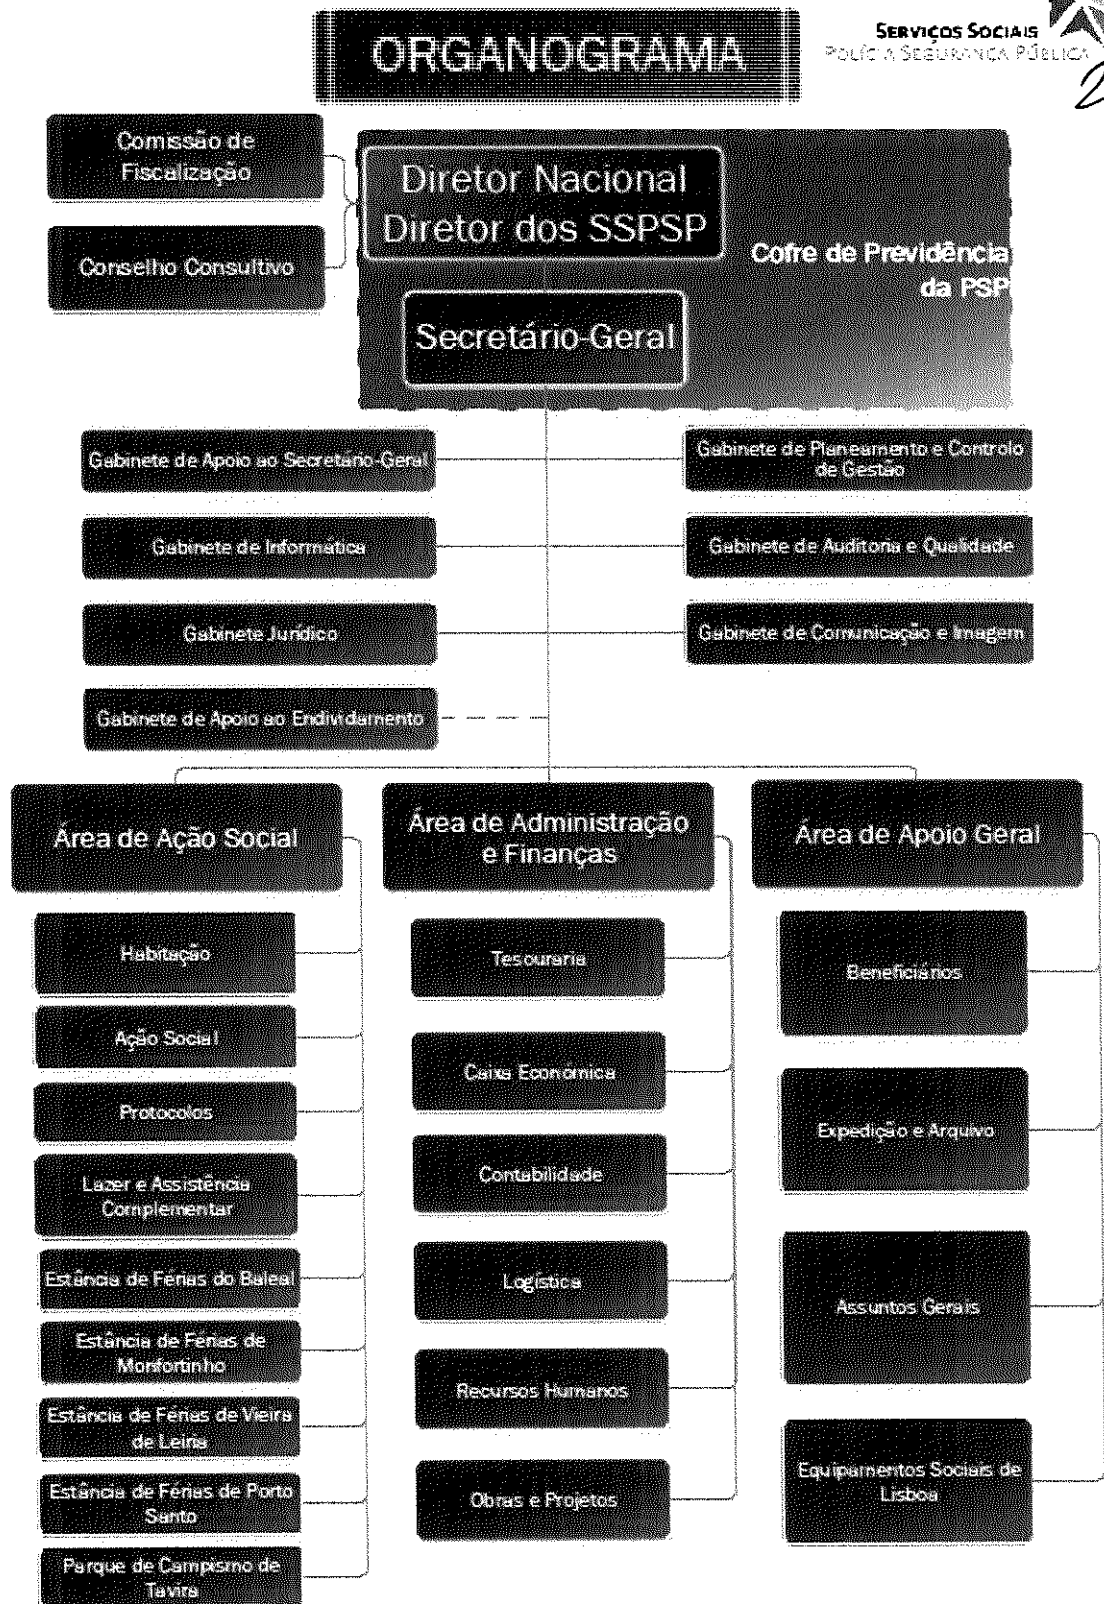 ORGANOGRAMA
SERVIÇOS SOCIAIS
POLÍCIA SEGURANÇA PÚBLICA
Comissão de
Fiscalização
Conselho Consultivo
Diretor Nacional
Diretor dos SSPSP
Cofre de Previdência
da PSP
Secretário-Geral
Gabinete de Apoio ao Secretário-Geral
Gabinete de Planeamento e Controlo
de Gestão
Gabinete de Informática
Gabinete de Auditoria e Qualidade
Gabinete Jurídico
Gabinete de Comunicação e Imagem
Gabinete de Apoio ao Endividamento
Área de Ação Social
Habitação
Ação Social
Protocolos
Lazer e Assistência
Complementar
Estância de Férias do Baleal
Estância de Férias de
Monfortinho
Estância de Férias de Vieira
de Leiria
Estância de Férias de Porto
Santo
Parque de Campismo de
Tavira
Área de Administração
e Finanças
Tesouraria
Caixa Económica
Contabilidade
Logística
Recursos Humanos
Obras e Projetos
Área de Apoio Geral
Beneficiários
Expedição e Arquivo
Assuntos Gerais
Equipamentos Sociais de
Lisboa